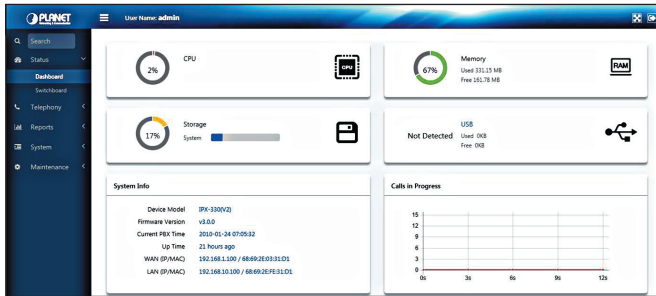 PLANET
Networking & Communication
User Name: admin
Search
Status
Dashboard
Switchboard
Telephony
Reports
System
Maintenance
2%
CPU
CPU
67%
Memory
Used 331.15 MB
Free 161.78 MB
RAM
17%
Storage
System
Not Detected
USB
Used 0KB
Free 0KB
System Info
Device Model IPX-330(V2)
Firmware Version v3.0.0
Current PBX Time 2010-01-24 07:05:32
Up Time 21 hours ago
WAN (IP/MAC) 192.168.1.100 / 68:69:2E:03:31:D1
LAN (IP/MAC) 192.168.10.100 / 68:69:2E:FE:31:D1
Calls in Progress
15
12
9
6
3
0
0s 3s 6s 9s 12s